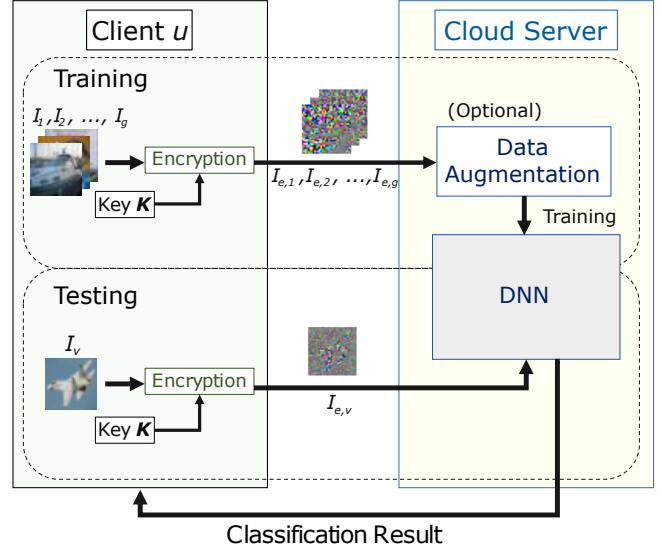 Client u
Cloud Server
Training
I1 ,I2 , ..., Ig
(Optional)
Encryption
Data
Augmentation
Ie,1 ,Ie,2 , ...,Ie,g
Key K
Training
DNN
Testing
Iv
Encryption
Ie,v
Key K
Classification Result